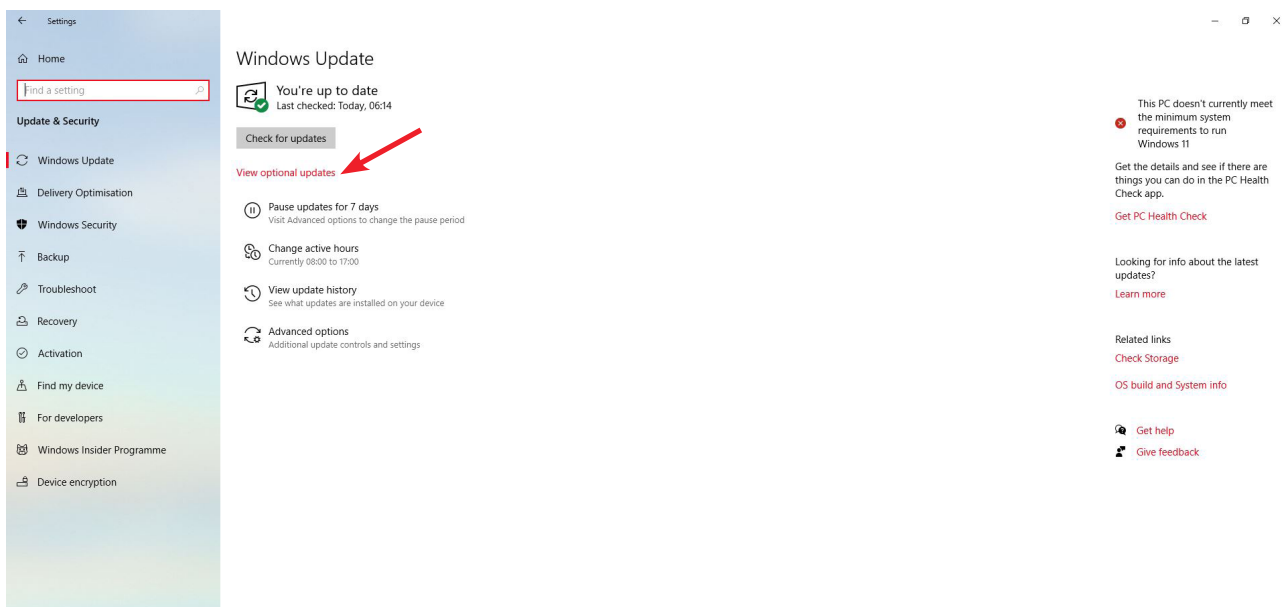 Settings
Home
Find a setting
Update & Security
Windows Update
Delivery Optimisation
Windows Security
Backup
Troubleshoot
Recovery
Activation
Find my device
For developers
Windows Insider Programme
Device encryption
Windows Update
You're up to date
Last checked: Today, 06:14
Check for updates
View optional updates
Pause updates for 7 days
Visit Advanced options to change the pause period
Change active hours
Currently 08:00 to 17:00
View update history
See what updates are installed on your device
Advanced options
Additional update controls and settings
This PC doesn't currently meet
the minimum system
requirements to run
Windows 11
Get the details and see if there are
things you can do in the PC Health
Check app.
Get PC Health Check
Looking for info about the latest
updates?
Learn more
Related links
Check Storage
OS build and System info
Get help
Give feedback